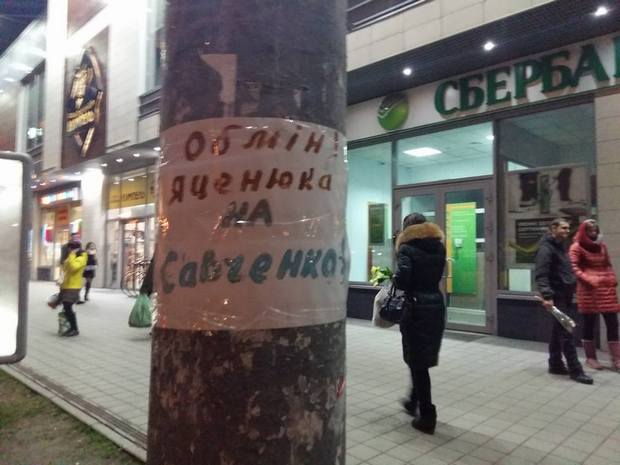 Обмін!
Яценюка
на
Савченко!
СБЕРБА